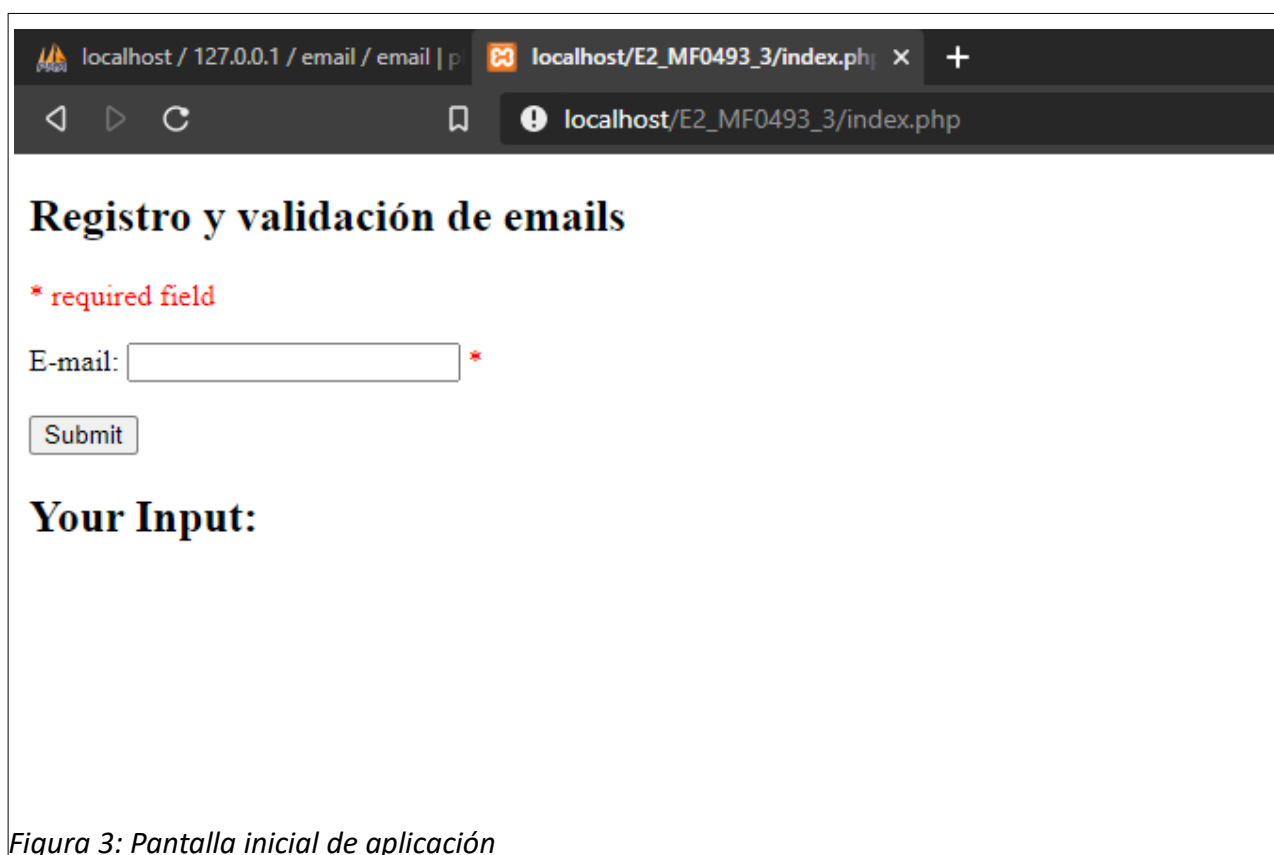 localhost / 127.0.0.1 / email / email | p
localhost/E2_MF0493_3/index.ph
localhost/E2_MF0493_3/index.php
Registro y validación de emails
* required field
E-mail: *
Submit
Your Input:
Figura 3: Pantalla inicial de aplicación